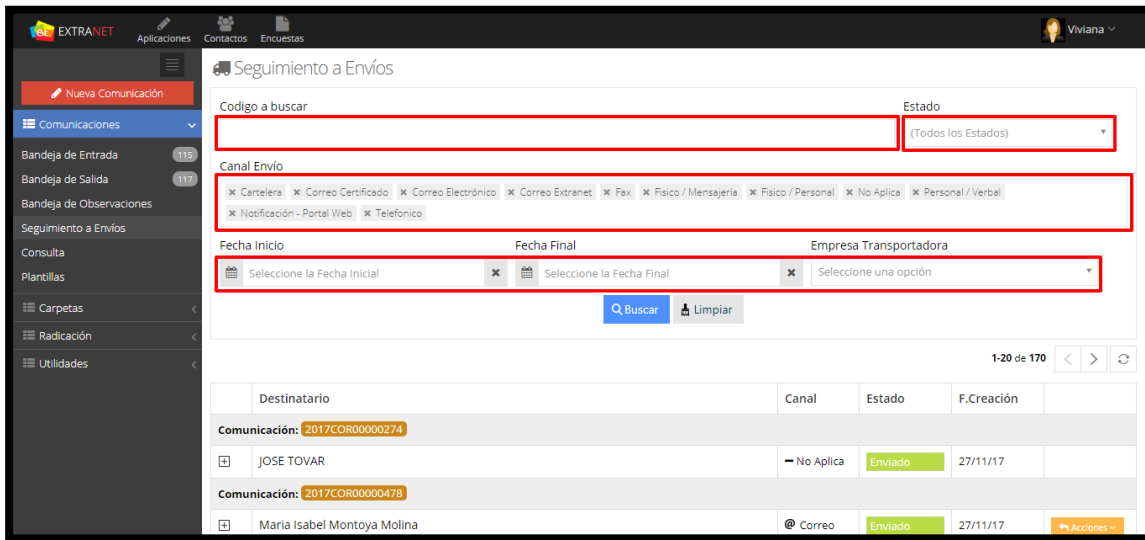 et EXTRANET
Aplicaciones Contactos Encuestas
Viviana
Nueva Comunicación
Comunicaciones
Bandeja de Entrada 115
Bandeja de Salida 117
Bandeja de Observaciones
Seguimiento a Envíos
Consulta
Plantillas
Carpetas
Radicación
Utilidades
Seguimiento a Envíos
Codigo a buscar Estado
(Todos los Estados)
Canal Envío
× Cartelera × Correo Certificado × Correo Electrónico × Correo Extranet × Fax × Fisico / Mensajería × Fisico / Personal × No Aplica × Personal / Verbal
× Notificación - Portal Web × Telefonico
Fecha Inicio Fecha Final Empresa Transportadora
Seleccione la Fecha Inicial × Seleccione la Fecha Final × Seleccione una opción
Buscar Limpiar
1-20 de 170
Destinatario Canal Estado F.Creación
Comunicación: 2017COR00000274
JOSE TOVAR No Aplica Enviado 27/11/17
Comunicación: 2017COR00000478
Maria Isabel Montoya Molina @ Correo Enviado 27/11/17 Acciones